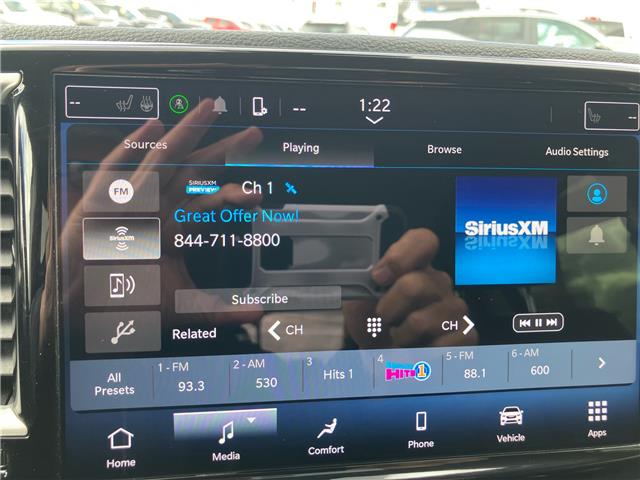 --
--
1:22
--
Sources
Playing
Browse
Audio Settings
FM
SIRIUSXM
PREVIEW
Ch 1
Great Offer Now!
844-711-8800
SiriusXM
SiriusXM
Subscribe
Related
CH
CH
All
Presets
1 - FM
93.3
2 - AM
530
3
Hits 1
4
HITS 1
5 - FM
88.1
6 - AM
600
Home
Media
Comfort
Phone
Vehicle
Apps